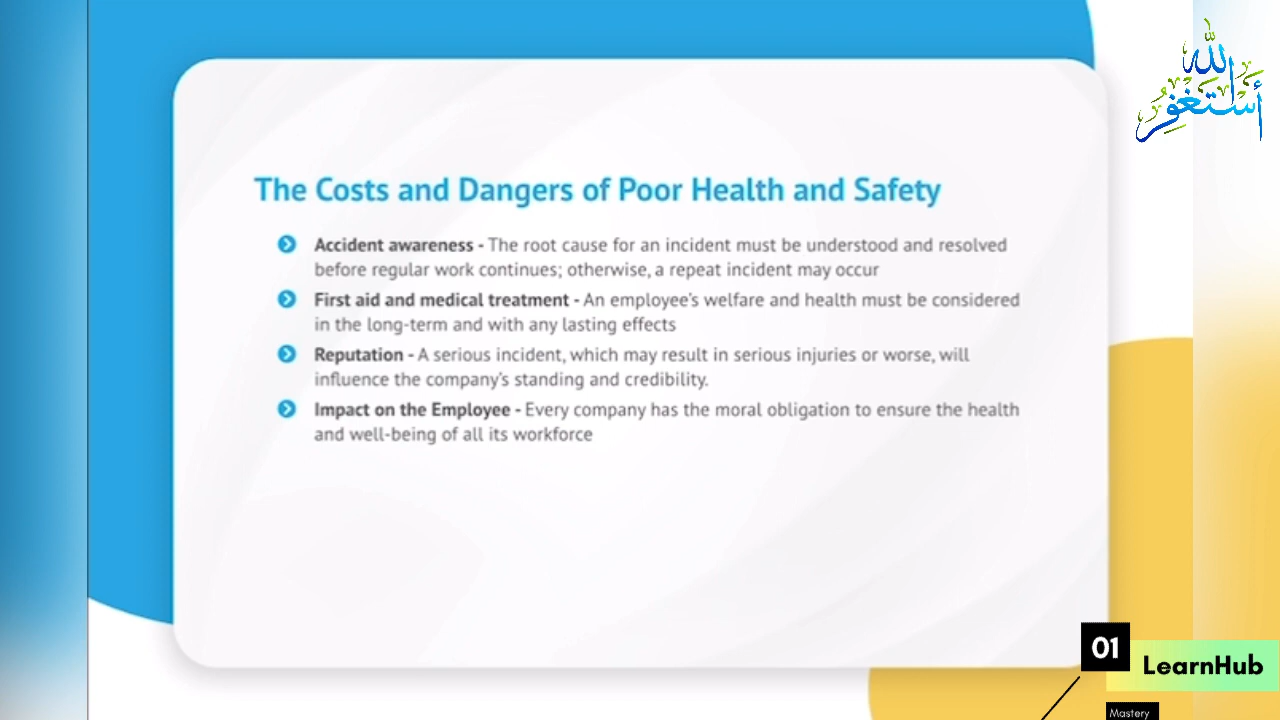 أستغفر الله
The Costs and Dangers of Poor Health and Safety
Accident awareness - The root cause for an incident must be understood and resolved
before regular work continues; otherwise, a repeat incident may occur
First aid and medical treatment - An employee's welfare and health must be considered
in the long-term and with any lasting effects
Reputation - A serious incident, which may result in serious injuries or worse, will
influence the company's standing and credibility.
Impact on the Employee - Every company has the moral obligation to ensure the health
and well-being of all its workforce
01
LearnHub
Mastery